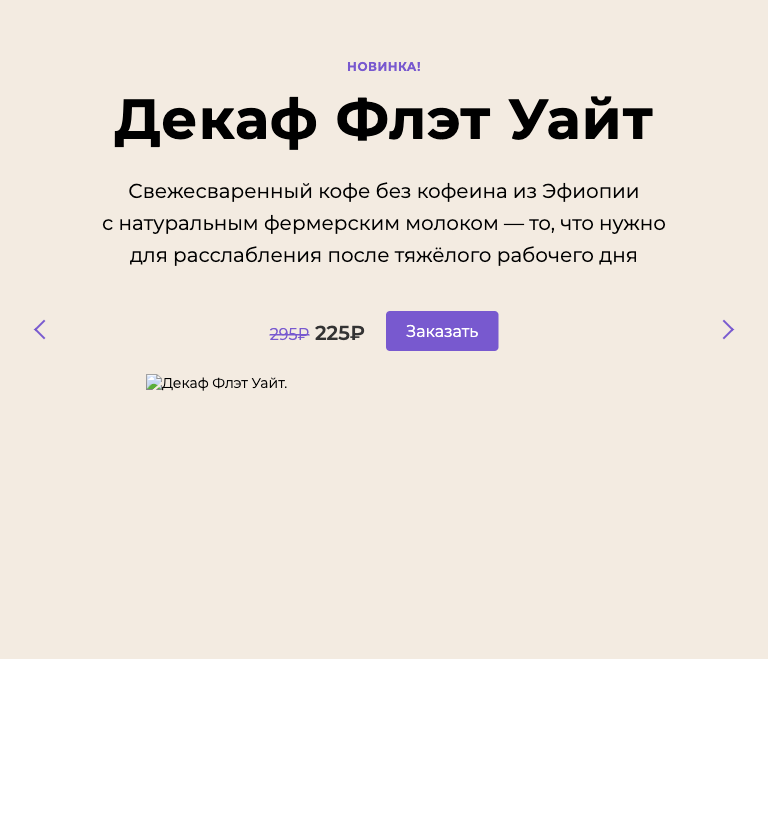 НОВИНКА!
Декаф Флэт Уайт
Свежесваренный кофе без кофеина из Эфиопии
с натуральным фермерским молоком — то, что нужно
для расслабления после тяжёлого рабочего дня
295₽ 225₽ Заказать
Декаф Флэт Уайт.